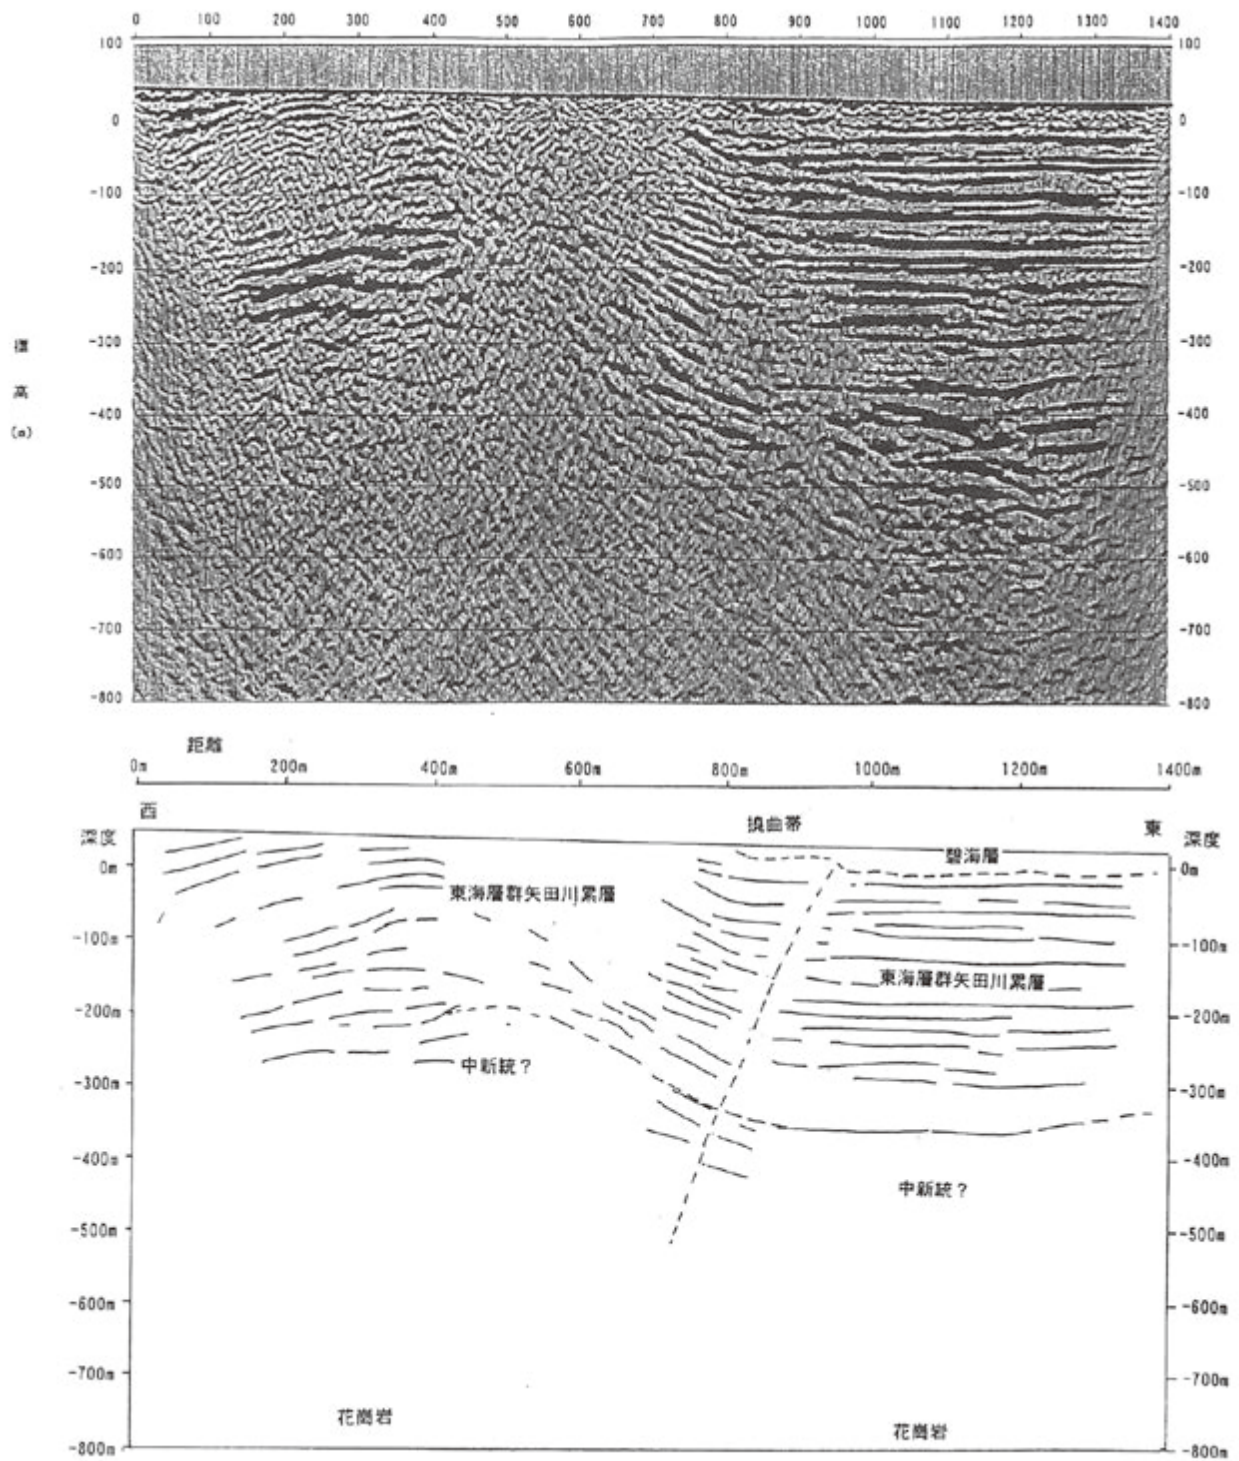 0 100 200 300 400 500 600 700 800 900 1000 1100 1200 1300 1400
100 100
0 0
-100 -100
-200 -200
-300 -300
標
高
(m)
-400 -400
-500 -500
-600 -600
-700 -700
-800 -800
距離
0m 200m 400m 600m 800m 1000m 1200m 1400m
西 撓曲帯 東
深度 深度
碧海層
0m 0m
東海層群矢田川累層
-100m -100m
東海層群矢田川累層
-200m -200m
中新統？
-300m -300m
-400m -400m
中新統？
-500m -500m
-600m -600m
-700m -700m
花崗岩 花崗岩
-800m -800m